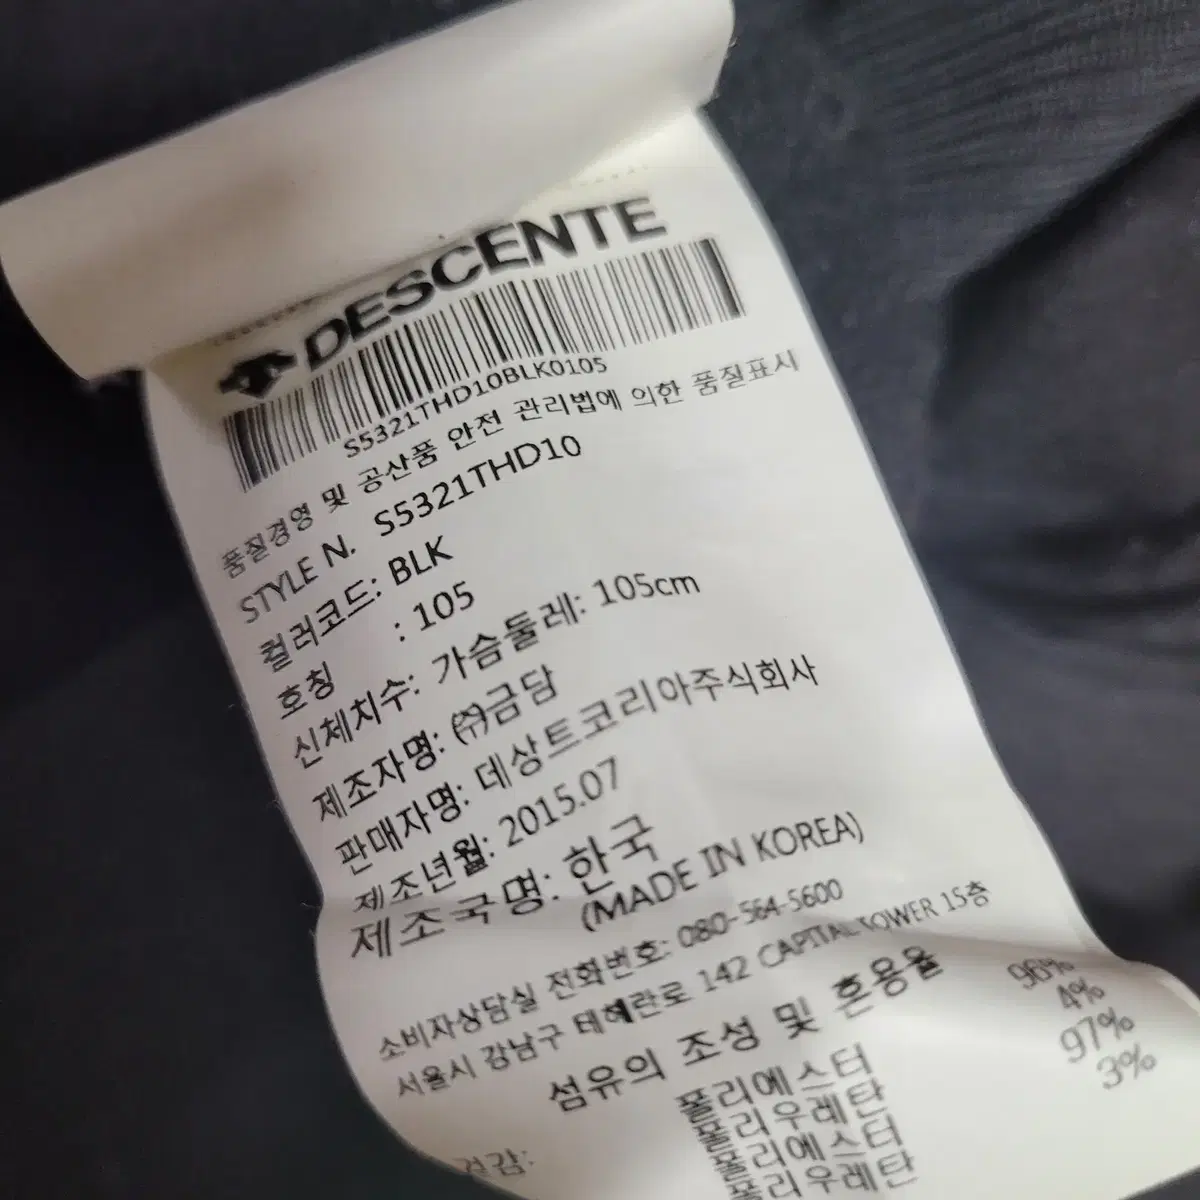 DESCENTE
S5321THD10BLK0105
품질경영 및 공산품 안전 관리법에 의한 품질표시
STYLE N. S5321THD10
컬러코드: BLK
호칭 : 105
신체치수: 가슴둘레: 105cm
제조자명: ㈜금담
판매자명: 데상트코리아주식회사
제조년월: 2015.07
제조국명: 한국
(MADE IN KOREA)
소비자상담실 전화번호: 080-564-5600
서울시 강남구 테헤란로 142 CAPITAL TOWER 15층
섬유의 조성 및 혼용율
폴리에스터 96%
폴리우레탄 4%
폴리에스터 97%
폴리우레탄 3%